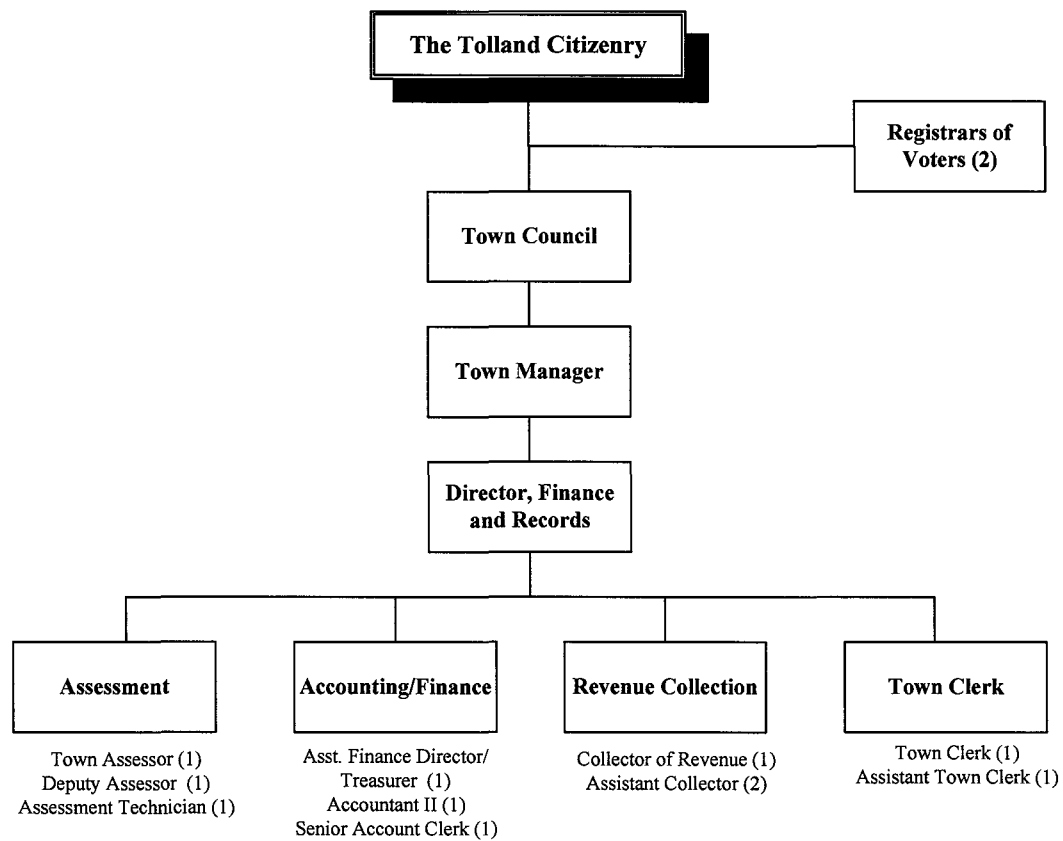 The Tolland Citizenry
Registrars of
Voters (2)
Town Council
Town Manager
Director, Finance
and Records
Assessment
Accounting/Finance
Revenue Collection
Town Clerk
Town Assessor (1)
Deputy Assessor (1)
Assessment Technician (1)
Asst. Finance Director/
Treasurer (1)
Accountant II (1)
Senior Account Clerk (1)
Collector of Revenue (1)
Assistant Collector (2)
Town Clerk (1)
Assistant Town Clerk (1)